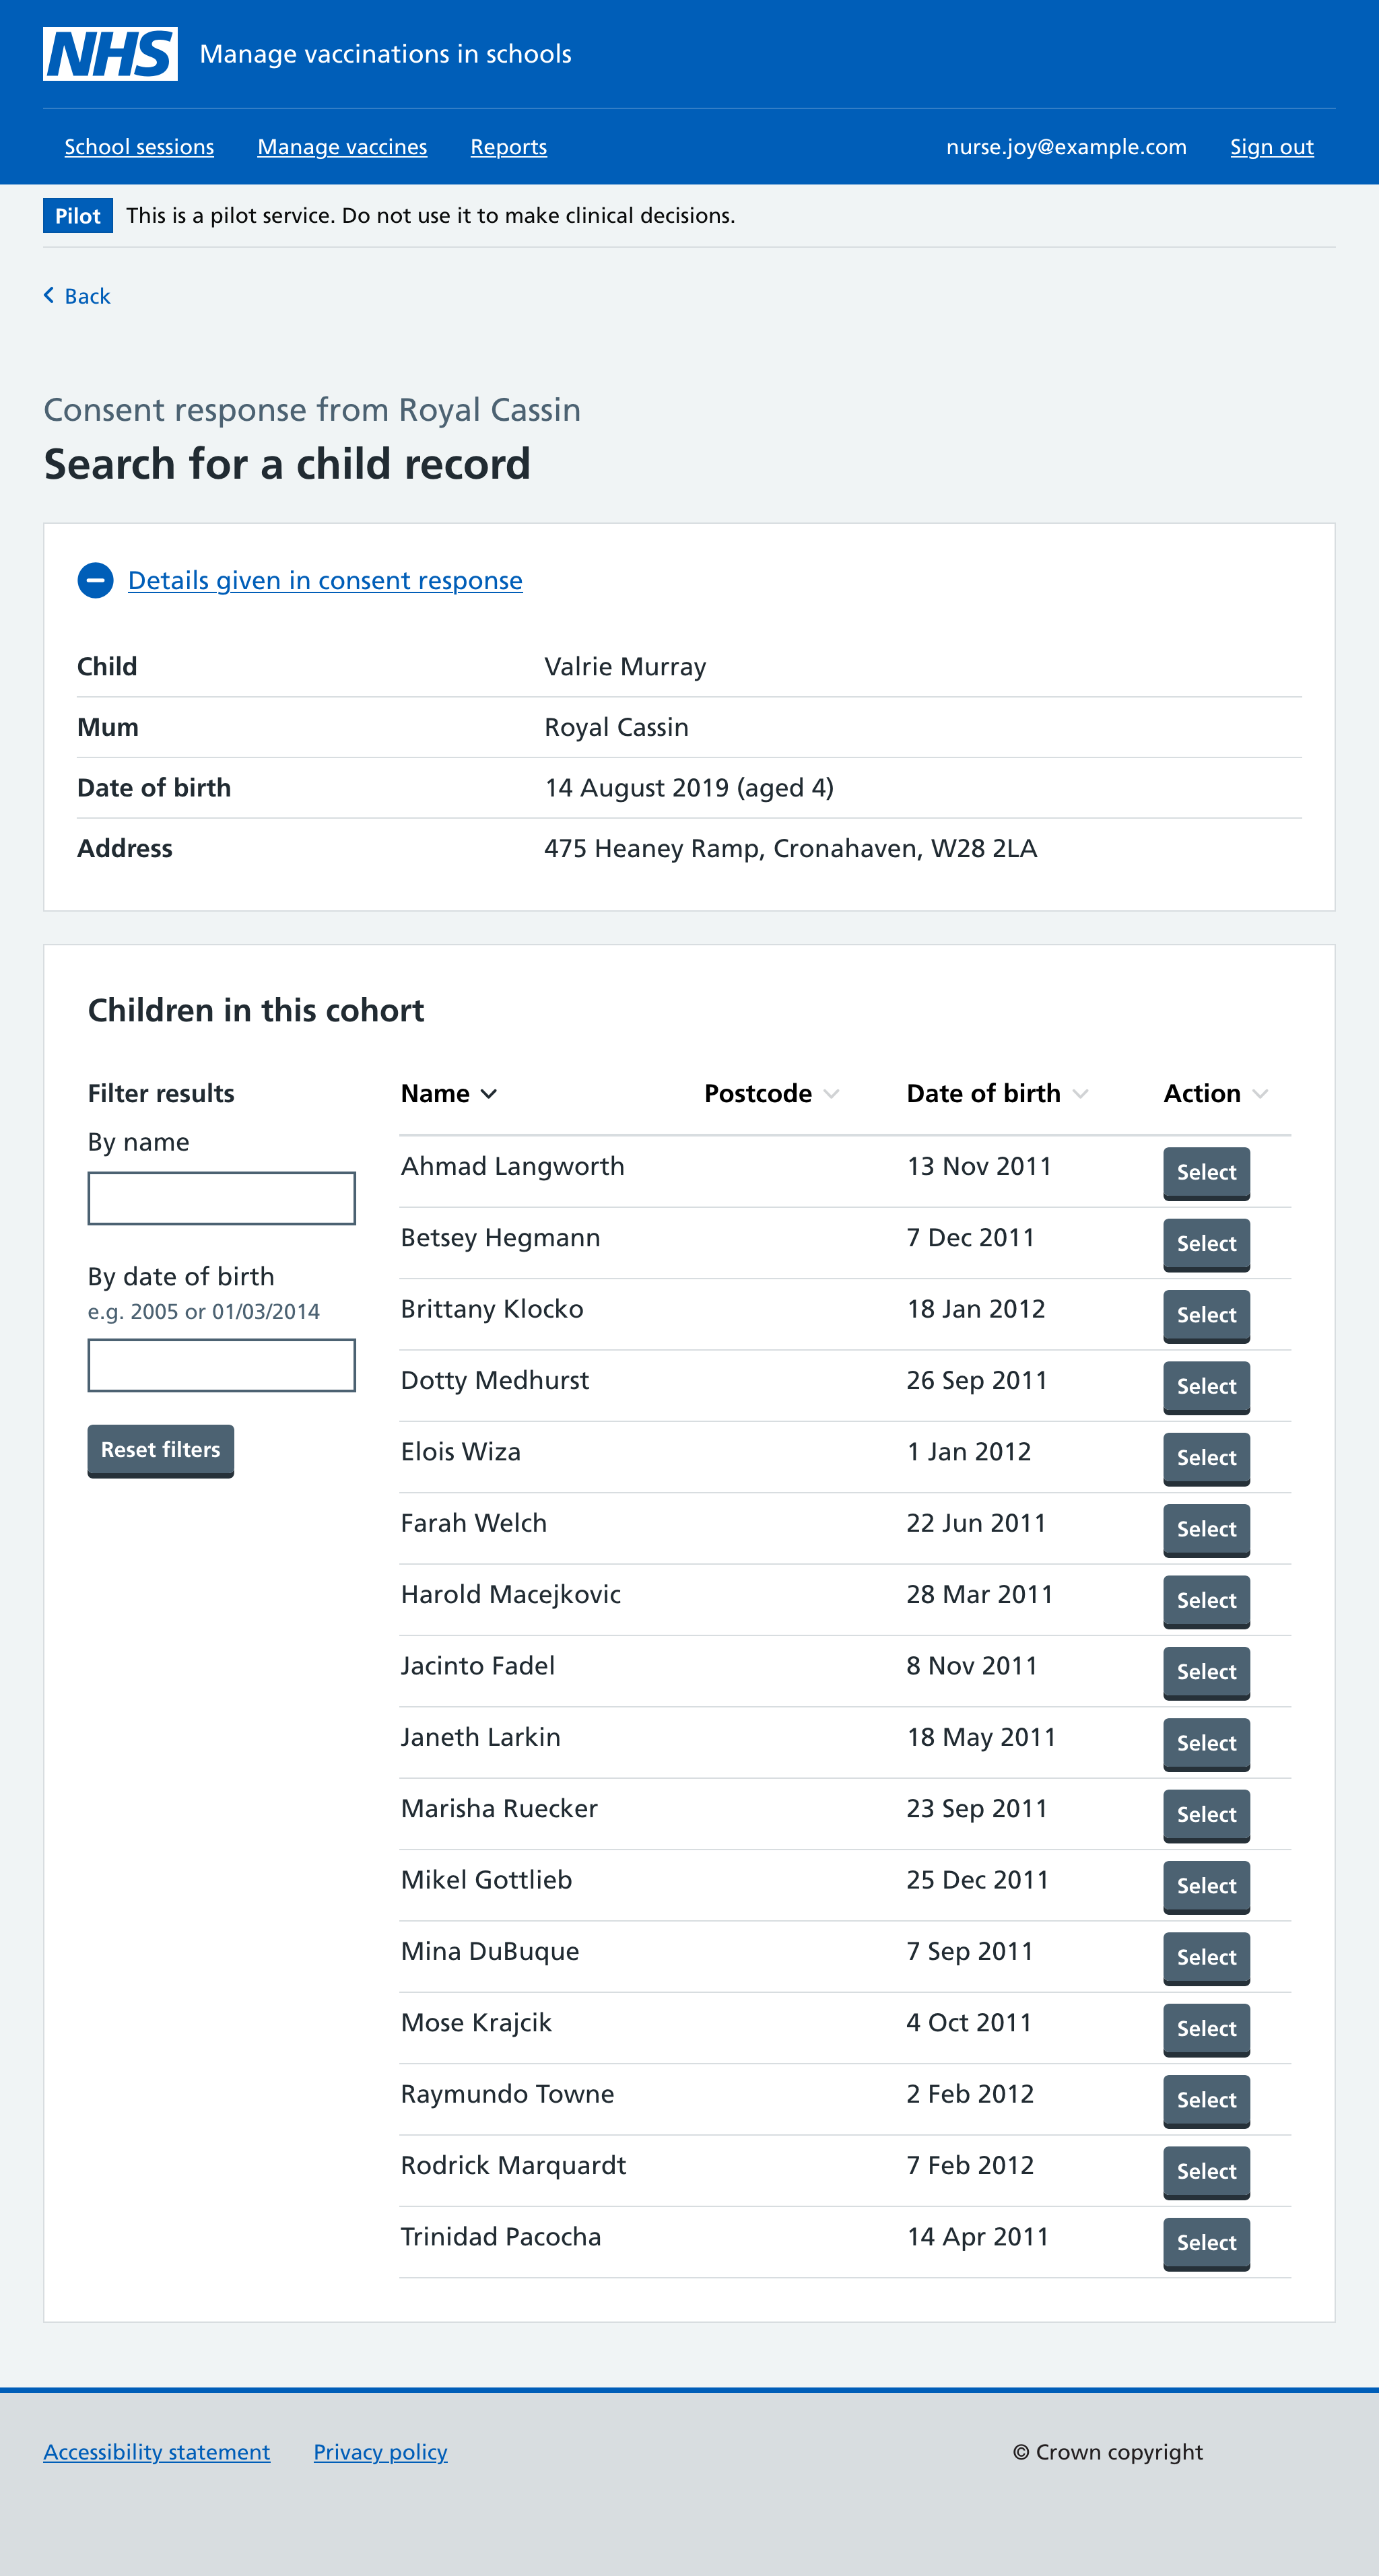 NHS Manage vaccinations in schools
School sessions Manage vaccines Reports nurse.joy@example.com Sign out
Pilot This is a pilot service. Do not use it to make clinical decisions.
Back
Consent response from Royal Cassin
Search for a child record
Details given in consent response
Child Valrie Murray
Mum Royal Cassin
Date of birth 14 August 2019 (aged 4)
Address 475 Heaney Ramp, Cronahaven, W28 2LA
Children in this cohort
Filter results
By name
By date of birth
e.g. 2005 or 01/03/2014
Reset filters
Name Postcode Date of birth Action
Ahmad Langworth 13 Nov 2011 Select
Betsey Hegmann 7 Dec 2011 Select
Brittany Klocko 18 Jan 2012 Select
Dotty Medhurst 26 Sep 2011 Select
Elois Wiza 1 Jan 2012 Select
Farah Welch 22 Jun 2011 Select
Harold Macejkovic 28 Mar 2011 Select
Jacinto Fadel 8 Nov 2011 Select
Janeth Larkin 18 May 2011 Select
Marisha Ruecker 23 Sep 2011 Select
Mikel Gottlieb 25 Dec 2011 Select
Mina DuBuque 7 Sep 2011 Select
Mose Krajcik 4 Oct 2011 Select
Raymundo Towne 2 Feb 2012 Select
Rodrick Marquardt 7 Feb 2012 Select
Trinidad Pacocha 14 Apr 2011 Select
Accessibility statement Privacy policy © Crown copyright